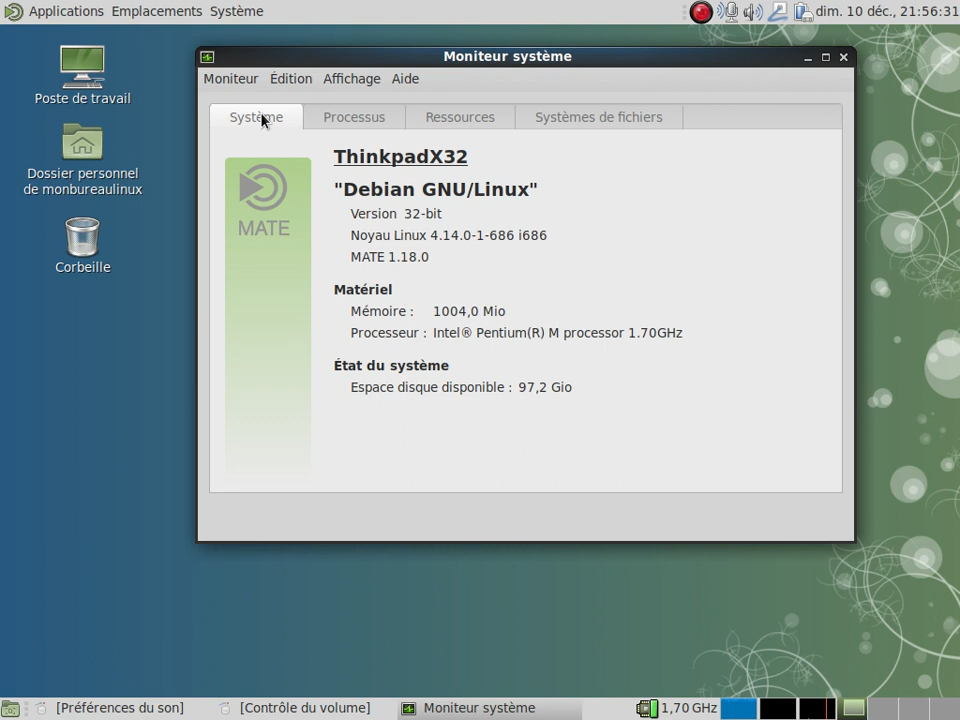 Applications Emplacements Système dim. 10 déc., 21:56:31
Poste de travail
Dossier personnel
de monbureaulinux
Corbeille
Moniteur système
Moniteur Édition Affichage Aide
Système Processus Ressources Systèmes de fichiers
MATE
ThinkpadX32
"Debian GNU/Linux"
Version 32-bit
Noyau Linux 4.14.0-1-686 i686
MATE 1.18.0
Matériel
Mémoire : 1004,0 Mio
Processeur : Intel® Pentium(R) M processor 1.70GHz
État du système
Espace disque disponible : 97,2 Gio
[Préférences du son] [Contrôle du volume] Moniteur système 1,70 GHz